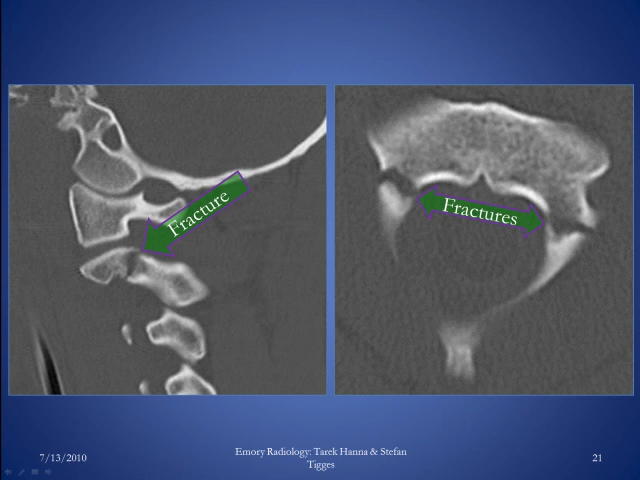 Fracture
Fractures
7/13/2010
Emory Radiology: Tarek Hanna & Stefan
Tigges
21